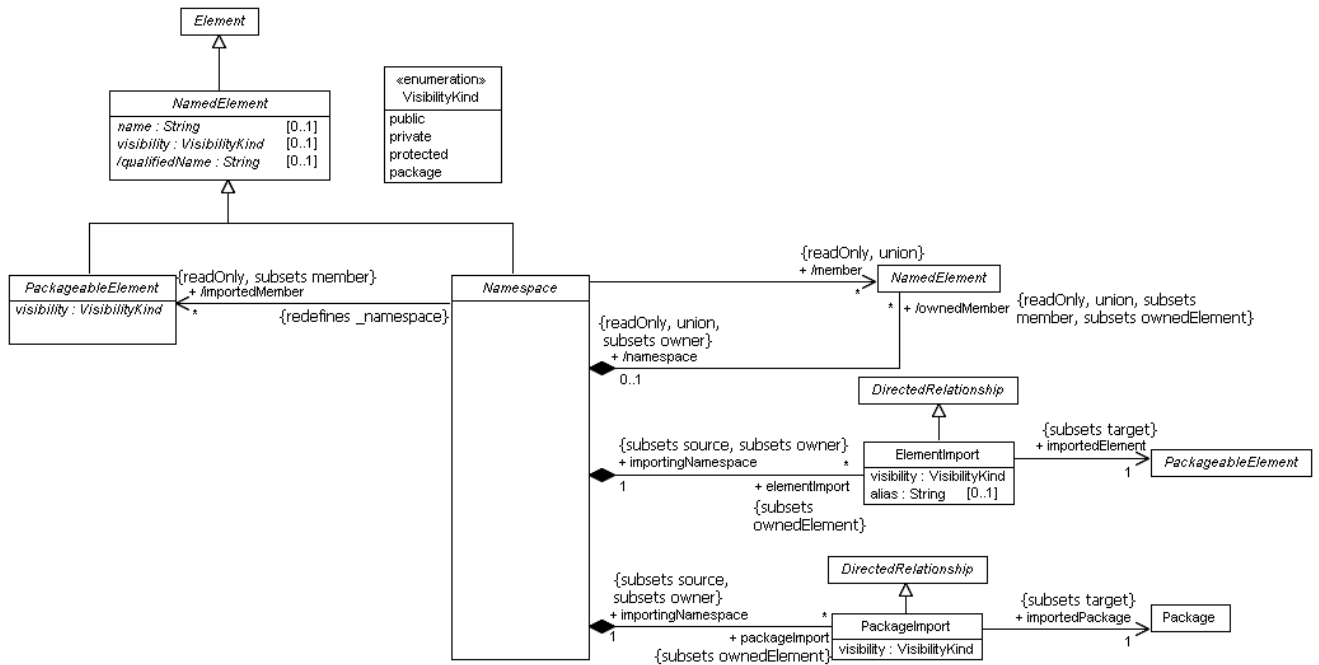 Element
NamedElement
name : String [0..1]
visibility : VisibilityKind [0..1]
/qualifiedName : String [0..1]
«enumeration»
VisibilityKind
public
private
protected
package
PackageableElement
visibility : VisibilityKind
{readOnly, subsets member}
+ /importedMember
*
{redefines _namespace}
Namespace
{readOnly, union}
+ /member
*
NamedElement
*
+ /ownedMember
{readOnly, union, subsets
member, subsets ownedElement}
{readOnly, union,
subsets owner}
+ /namespace
0..1
DirectedRelationship
{subsets source, subsets owner}
+ importingNamespace
1
*
+ elementImport
{subsets
ownedElement}
ElementImport
visibility : VisibilityKind
alias : String [0..1]
{subsets target}
+ importedElement
1
PackageableElement
DirectedRelationship
{subsets source,
subsets owner}
+ importingNamespace
1
*
+ packageImport
{subsets ownedElement}
PackageImport
visibility : VisibilityKind
{subsets target}
+ importedPackage
1
Package